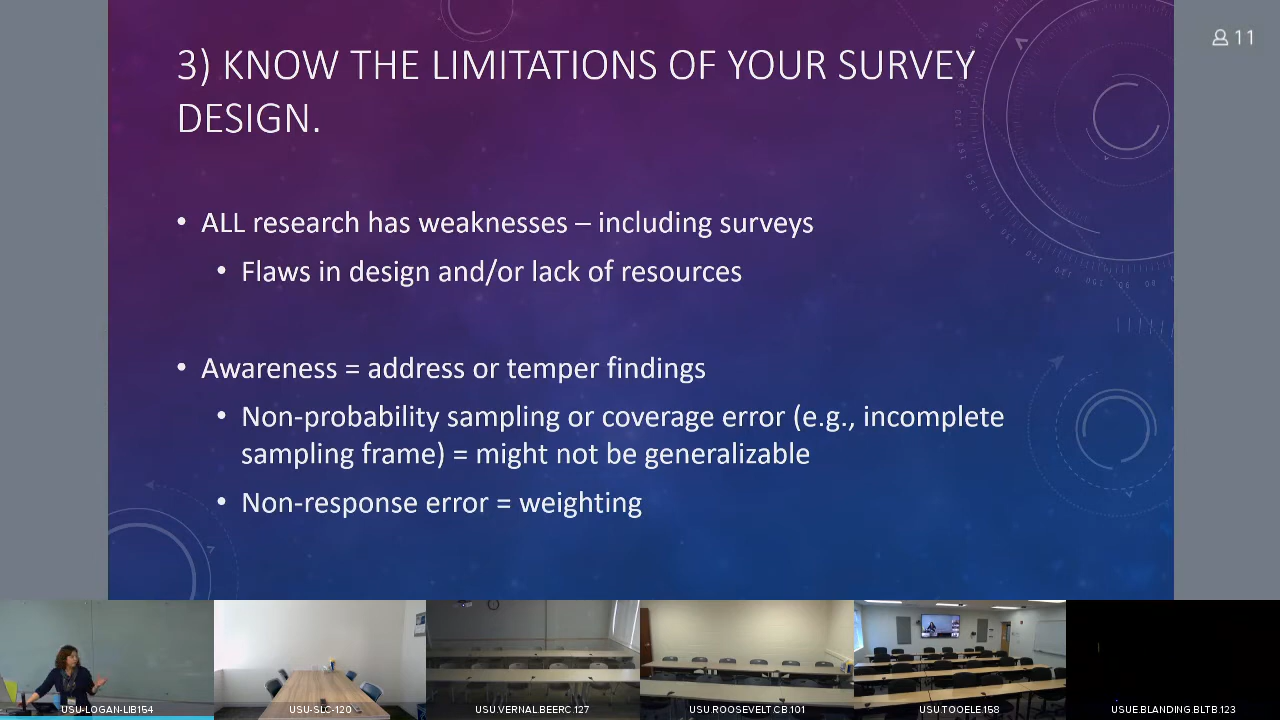 3) KNOW THE LIMITATIONS OF YOUR SURVEY
DESIGN.
11
• ALL research has weaknesses – including surveys
• Flaws in design and/or lack of resources
• Awareness = address or temper findings
• Non-probability sampling or coverage error (e.g., incomplete
sampling frame) = might not be generalizable
• Non-response error = weighting
USU-LOGAN-LIB154
USU-SLC-120
USU VERNAL.BEERC.127
USU ROOSEVELT CB.101
USU.TOOELE.158
USUE.BLANDING.BLTB.123